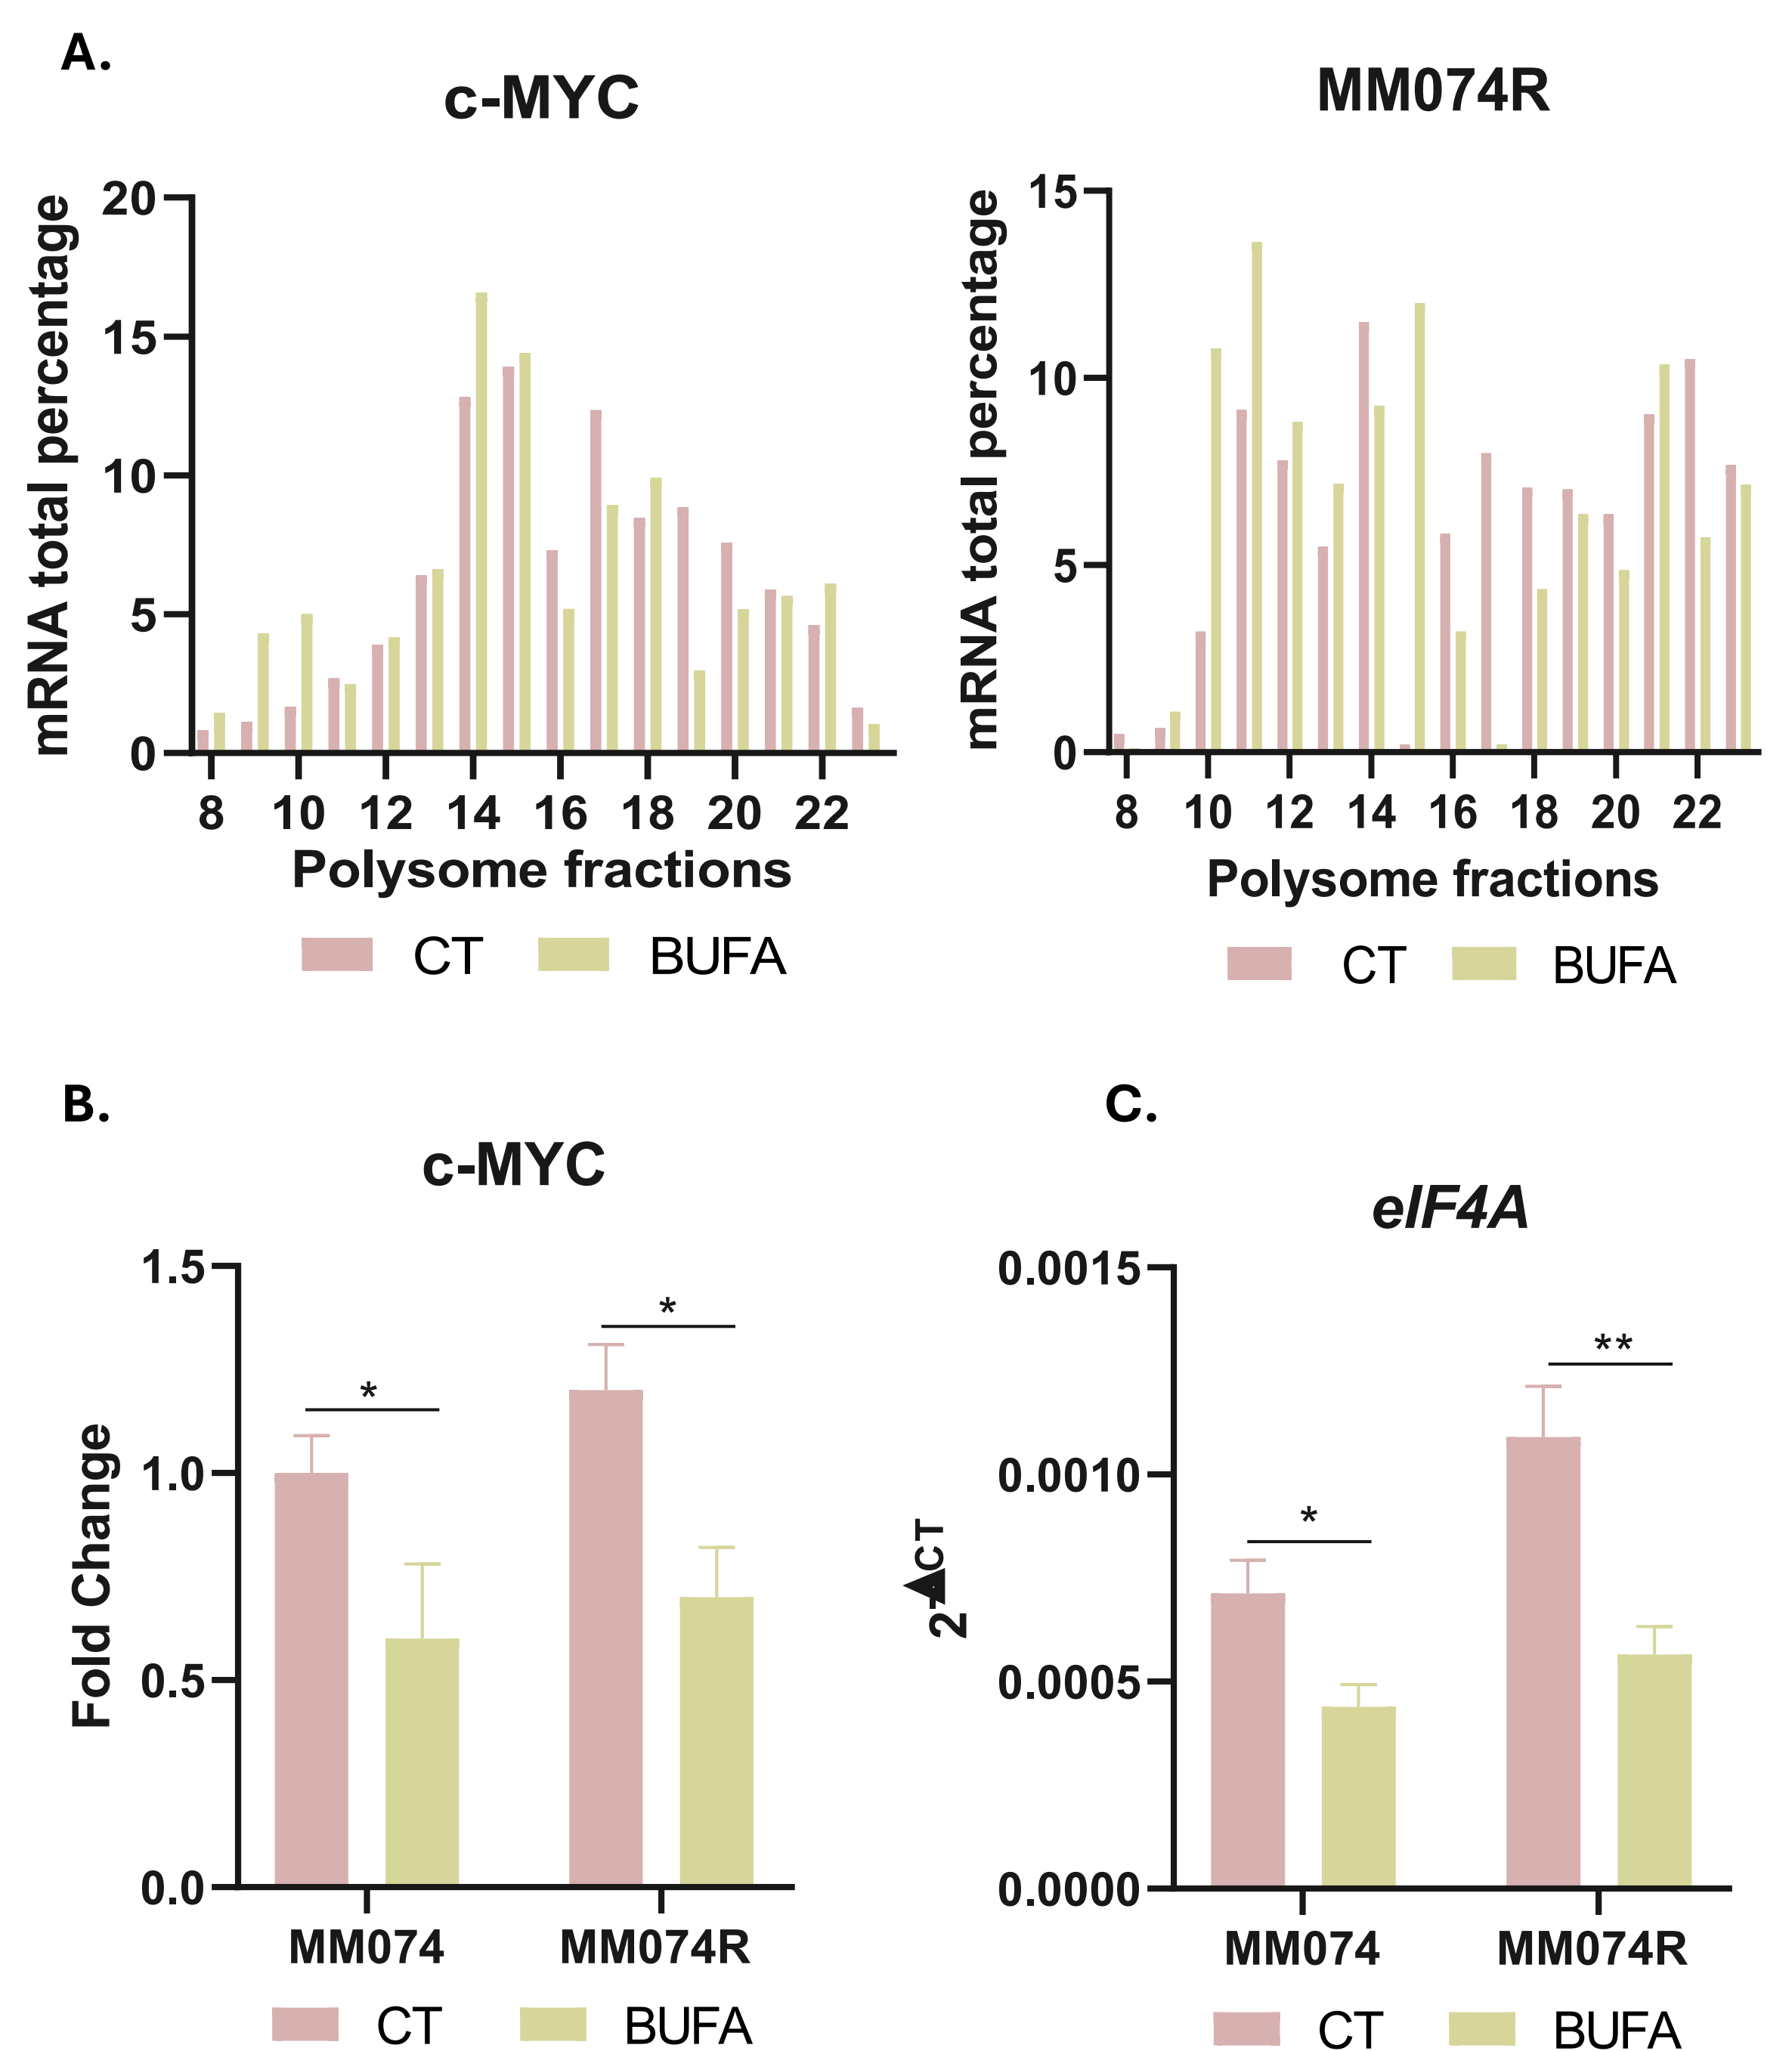 A.
c-MYC
mRNA total percentage
20
15
10
5
0
8 10 12 14 16 18 20 22
Polysome fractions
CT BUFA
MM074R
mRNA total percentage
15
10
5
0
8 10 12 14 16 18 20 22
Polysome fractions
CT BUFA
B.
c-MYC
Fold Change
1.5
1.0
0.5
0.0
*
*
MM074 MM074R
CT BUFA
C.
eIF4A
2-▲CT
0.0015
0.0010
0.0005
0.0000
*
**
MM074 MM074R
CT BUFA